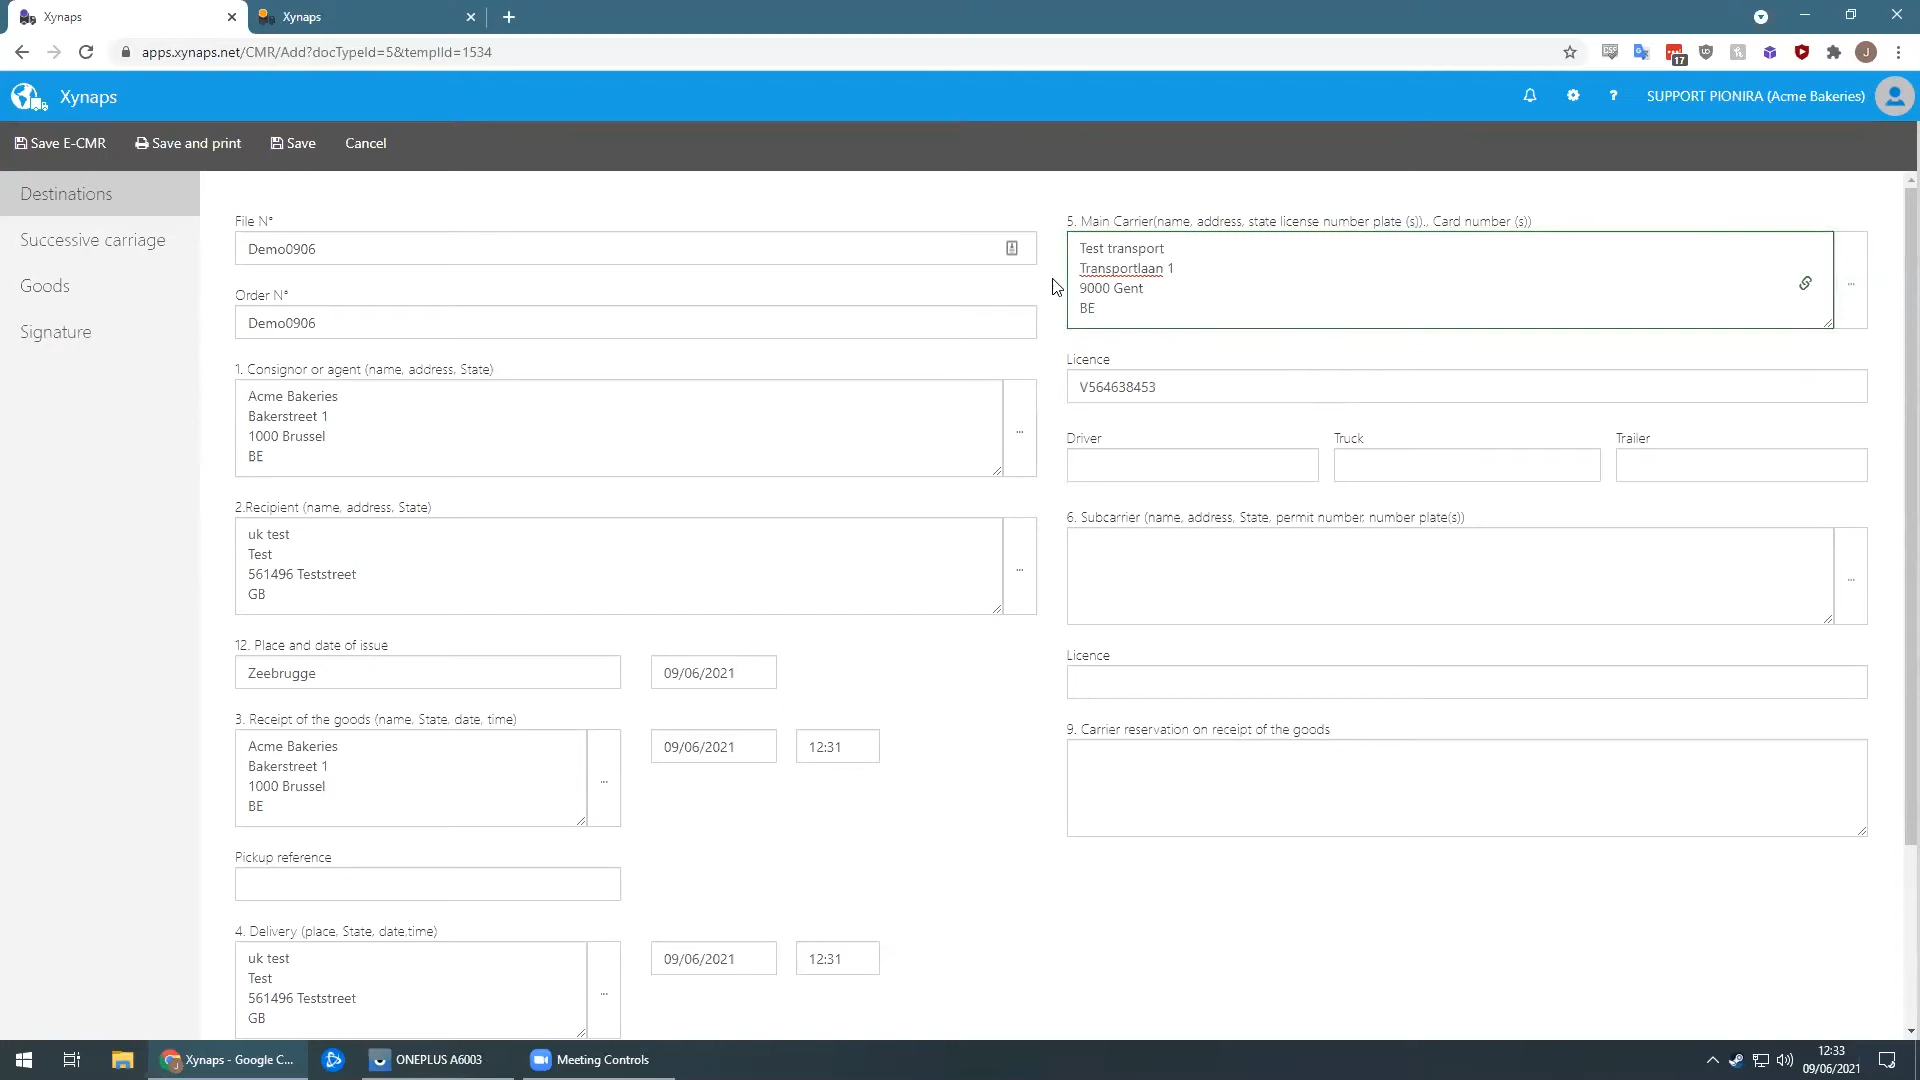 Xynaps
Xynaps
apps.xynaps.net/CMR/Add?docTypeId=5&templId=1534
17
J
Xynaps
?
SUPPORT PIONIRA (Acme Bakeries)
Save E-CMR
Save and print
Save
Cancel
Destinations
Successive carriage
Goods
Signature
File N°
Demo0906
Order N°
Demo0906
1. Consignor or agent (name, address, State)
Acme Bakeries
Bakerstreet 1
1000 Brussel
BE
...
2.Recipient (name, address, State)
uk test
Test
561496 Teststreet
GB
...
12. Place and date of issue
Zeebrugge
09/06/2021
3. Receipt of the goods (name, State, date, time)
Acme Bakeries
Bakerstreet 1
1000 Brussel
BE
...
09/06/2021
12:31
Pickup reference
4. Delivery (place, State, date,time)
uk test
Test
561496 Teststreet
GB
...
09/06/2021
12:31
5. Main Carrier(name, address, state license number plate (s))., Card number (s))
Test transport
Transportlaan 1
9000 Gent
BE
...
Licence
V564638453
Driver
Truck
Trailer
6. Subcarrier (name, address, State, permit number, number plate(s))
...
Licence
9. Carrier reservation on receipt of the goods
Xynaps - Google C...
ONEPLUS A6003
Meeting Controls
12:33
09/06/2021